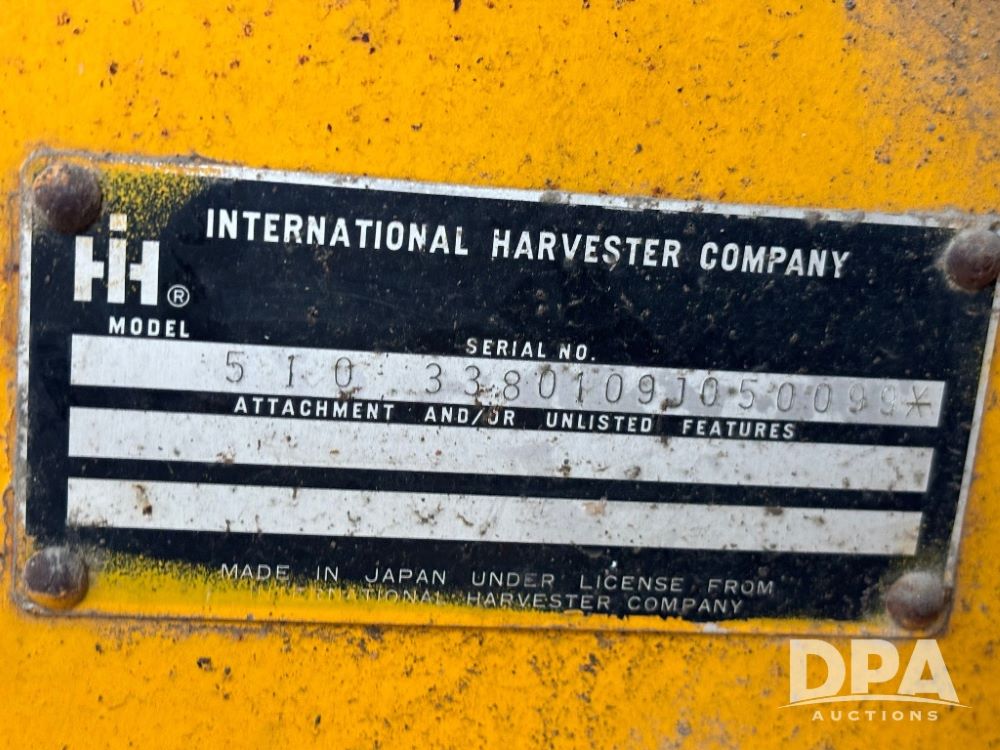 INTERNATIONAL HARVESTER COMPANY
IH ®
MODEL
SERIAL NO.
510 3380109J050099*
ATTACHMENT AND/OR UNLISTED FEATURES
MADE IN JAPAN UNDER LICENSE FROM
INTERNATIONAL HARVESTER COMPANY
DPA
AUCTIONS